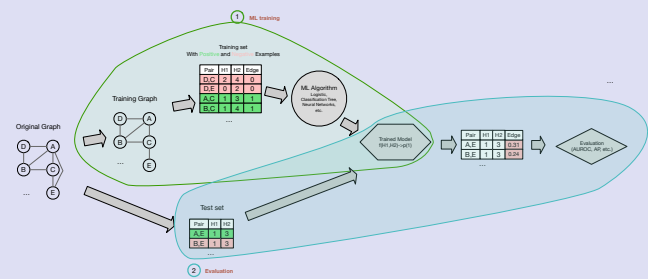 1 ML training
Training set
With Positive and Negative Examples
Pair H1 H2 Edge
D,C 2 4 0
D,E 0 2 0
A,C 1 3 1
B,C 1 4 1
...
ML Algorithm
Logistic,
Classification Tree,
Neural Networks,
etc.
...
Training Graph
D A
B C
... E
Original Graph
D A
B C
... E
Trained Model
f(H1,H2)->p(1)
Pair H1 H2 Edge
A,E 1 3 0.31
B,E 1 3 0.24
...
Evaluation
(AUROC, AP, etc.)
Test set
Pair H1 H2
A,E 1 3
B,E 1 3
...
2 Evaluation